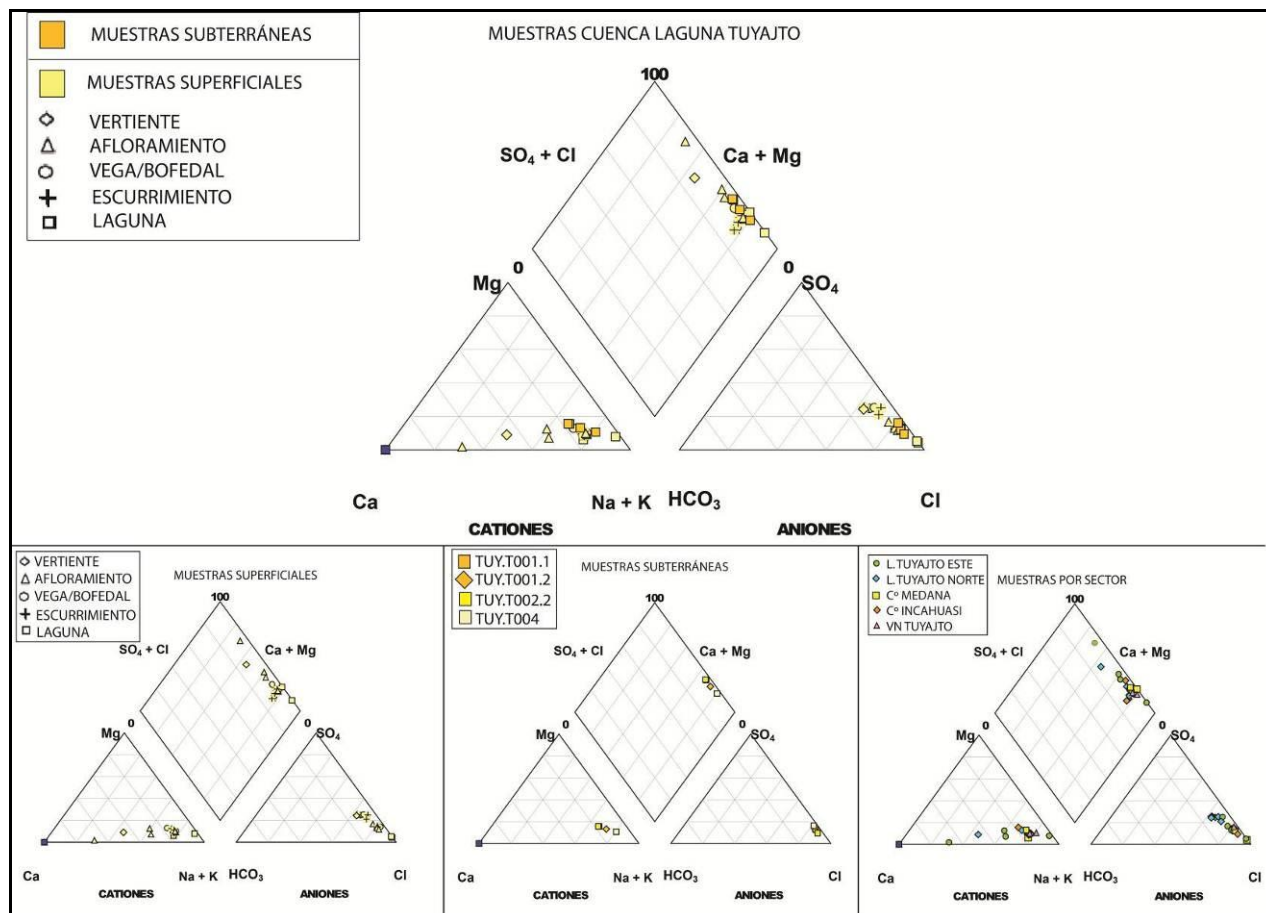 MUESTRAS SUBTERRÁNEAS
MUESTRAS SUPERFICIALES
VERTIENTE
AFLORAMIENTO
VEGA/BOFEDAL
ESCURRIMIENTO
LAGUNA
MUESTRAS CUENCA LAGUNA TUYAJTO
100
SO4 + Cl
Ca + Mg
0
0
Mg
SO4
Ca
Na + K
HCO3
Cl
CATIONES
ANIONES
VERTIENTE
AFLORAMIENTO
VEGA/BOFEDAL
ESCURRIMIENTO
LAGUNA
MUESTRAS SUPERFICIALES
100
SO4 + Cl
Ca + Mg
0
0
Mg
SO4
Ca
Na + K
HCO3
Cl
CATIONES
ANIONES
TUY.T001.1
TUY.T001.2
TUY.T002.2
TUY.T004
MUESTRAS SUBTERRÁNEAS
100
SO4 + Cl
Ca + Mg
0
0
Mg
SO4
Ca
Na + K
HCO3
Cl
CATIONES
ANIONES
L.TUYAJTO ESTE
L.TUYAJTO NORTE
Cº MEDANA
Cº INCAHUASI
VN TUYAJTO
MUESTRAS POR SECTOR
100
SO4 + Cl
Ca + Mg
0
0
Mg
SO4
Ca
Na + K
HCO3
Cl
CATIONES
ANIONES